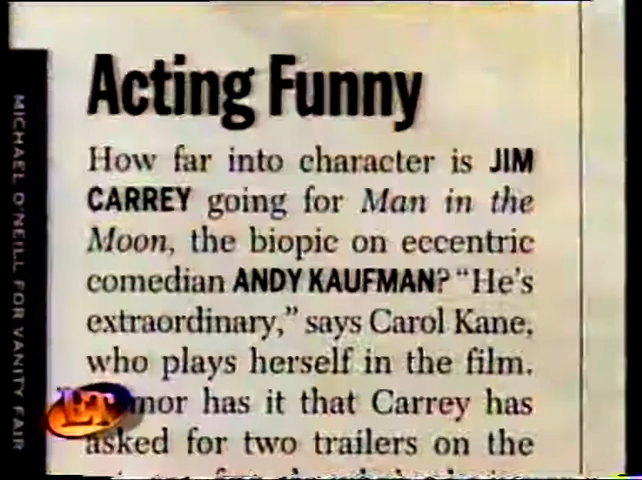 Acting Funny
How far into character is JIM
CARREY going for Man in the
Moon, the biopic on eccentric
comedian ANDY KAUFMAN? “He’s
extraordinary,” says Carol Kane,
who plays herself in the film.
mor has it that Carrey has
asked for two trailers on the
ET
MICHAEL O'NEILL FOR VANITY FAIR